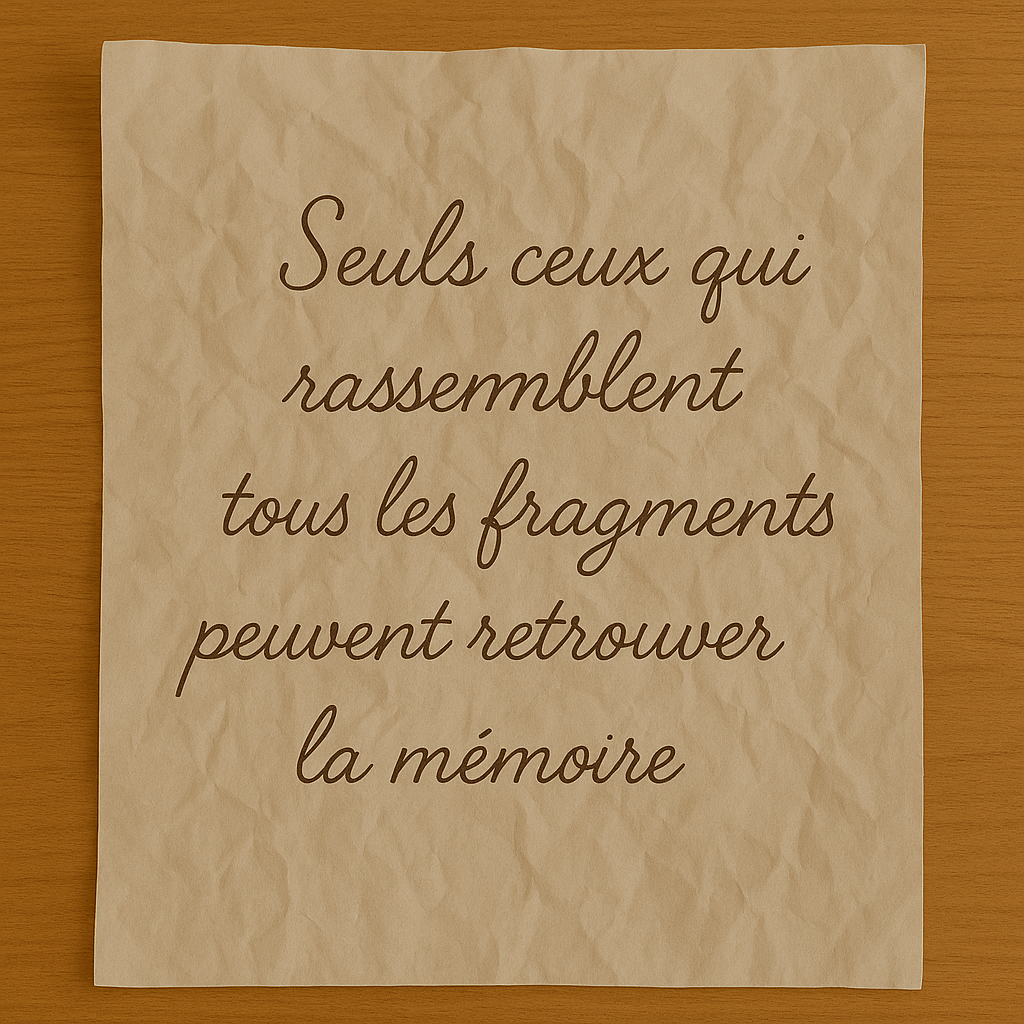 Seuls ceux qui
rassemblent
tous les fragments
peuvent retrouver
la mémoire